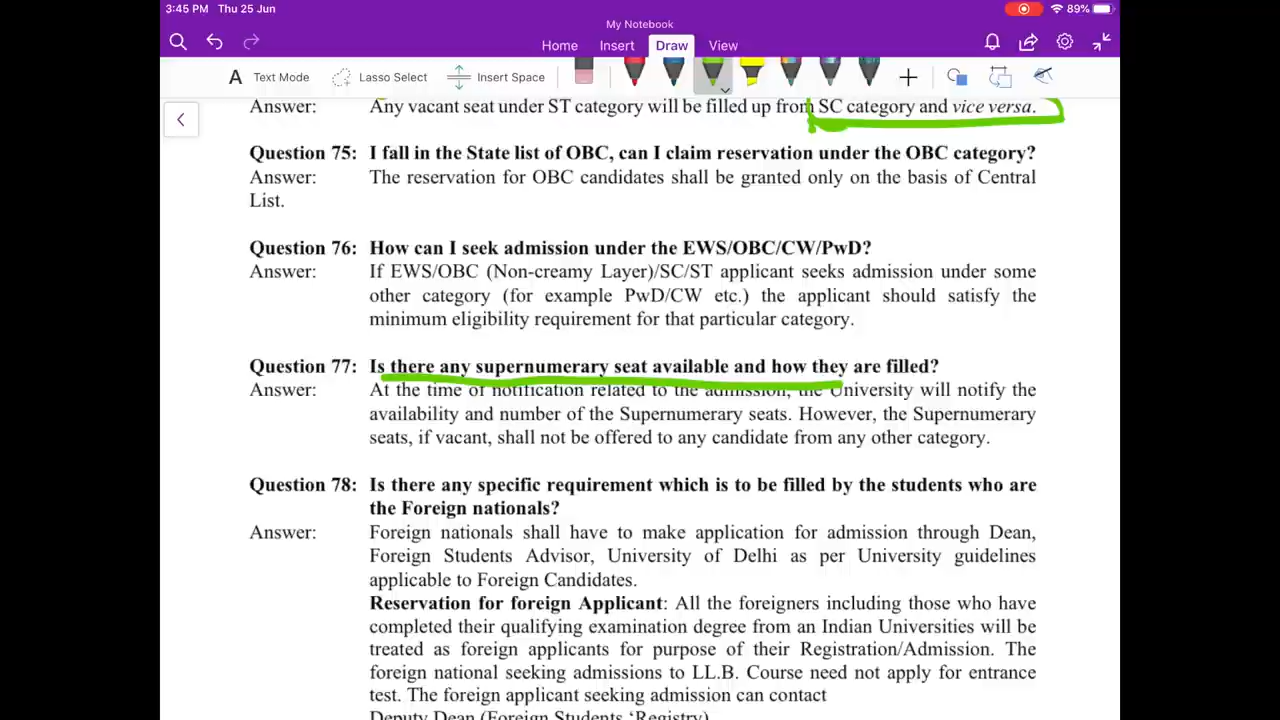 3:45 PM Thu 25 Jun
89%
My Notebook
Home Insert Draw View
A Text Mode Lasso Select Insert Space
Answer: Any vacant seat under ST category will be filled up from SC category and vice versa.
Question 75: I fall in the State list of OBC, can I claim reservation under the OBC category?
Answer: The reservation for OBC candidates shall be granted only on the basis of Central
List.
Question 76: How can I seek admission under the EWS/OBC/CW/PwD?
Answer: If EWS/OBC (Non-creamy Layer)/SC/ST applicant seeks admission under some
other category (for example PwD/CW etc.) the applicant should satisfy the
minimum eligibility requirement for that particular category.
Question 77: Is there any supernumerary seat available and how they are filled?
Answer: At the time of notification related to the admission, the University will notify the
availability and number of the Supernumerary seats. However, the Supernumerary
seats, if vacant, shall not be offered to any candidate from any other category.
Question 78: Is there any specific requirement which is to be filled by the students who are
the Foreign nationals?
Answer: Foreign nationals shall have to make application for admission through Dean,
Foreign Students Advisor, University of Delhi as per University guidelines
applicable to Foreign Candidates.
Reservation for foreign Applicant: All the foreigners including those who have
completed their qualifying examination degree from an Indian Universities will be
treated as foreign applicants for purpose of their Registration/Admission. The
foreign national seeking admissions to LL.B. Course need not apply for entrance
test. The foreign applicant seeking admission can contact
Deputy Dean (Foreign Students 'Registry)